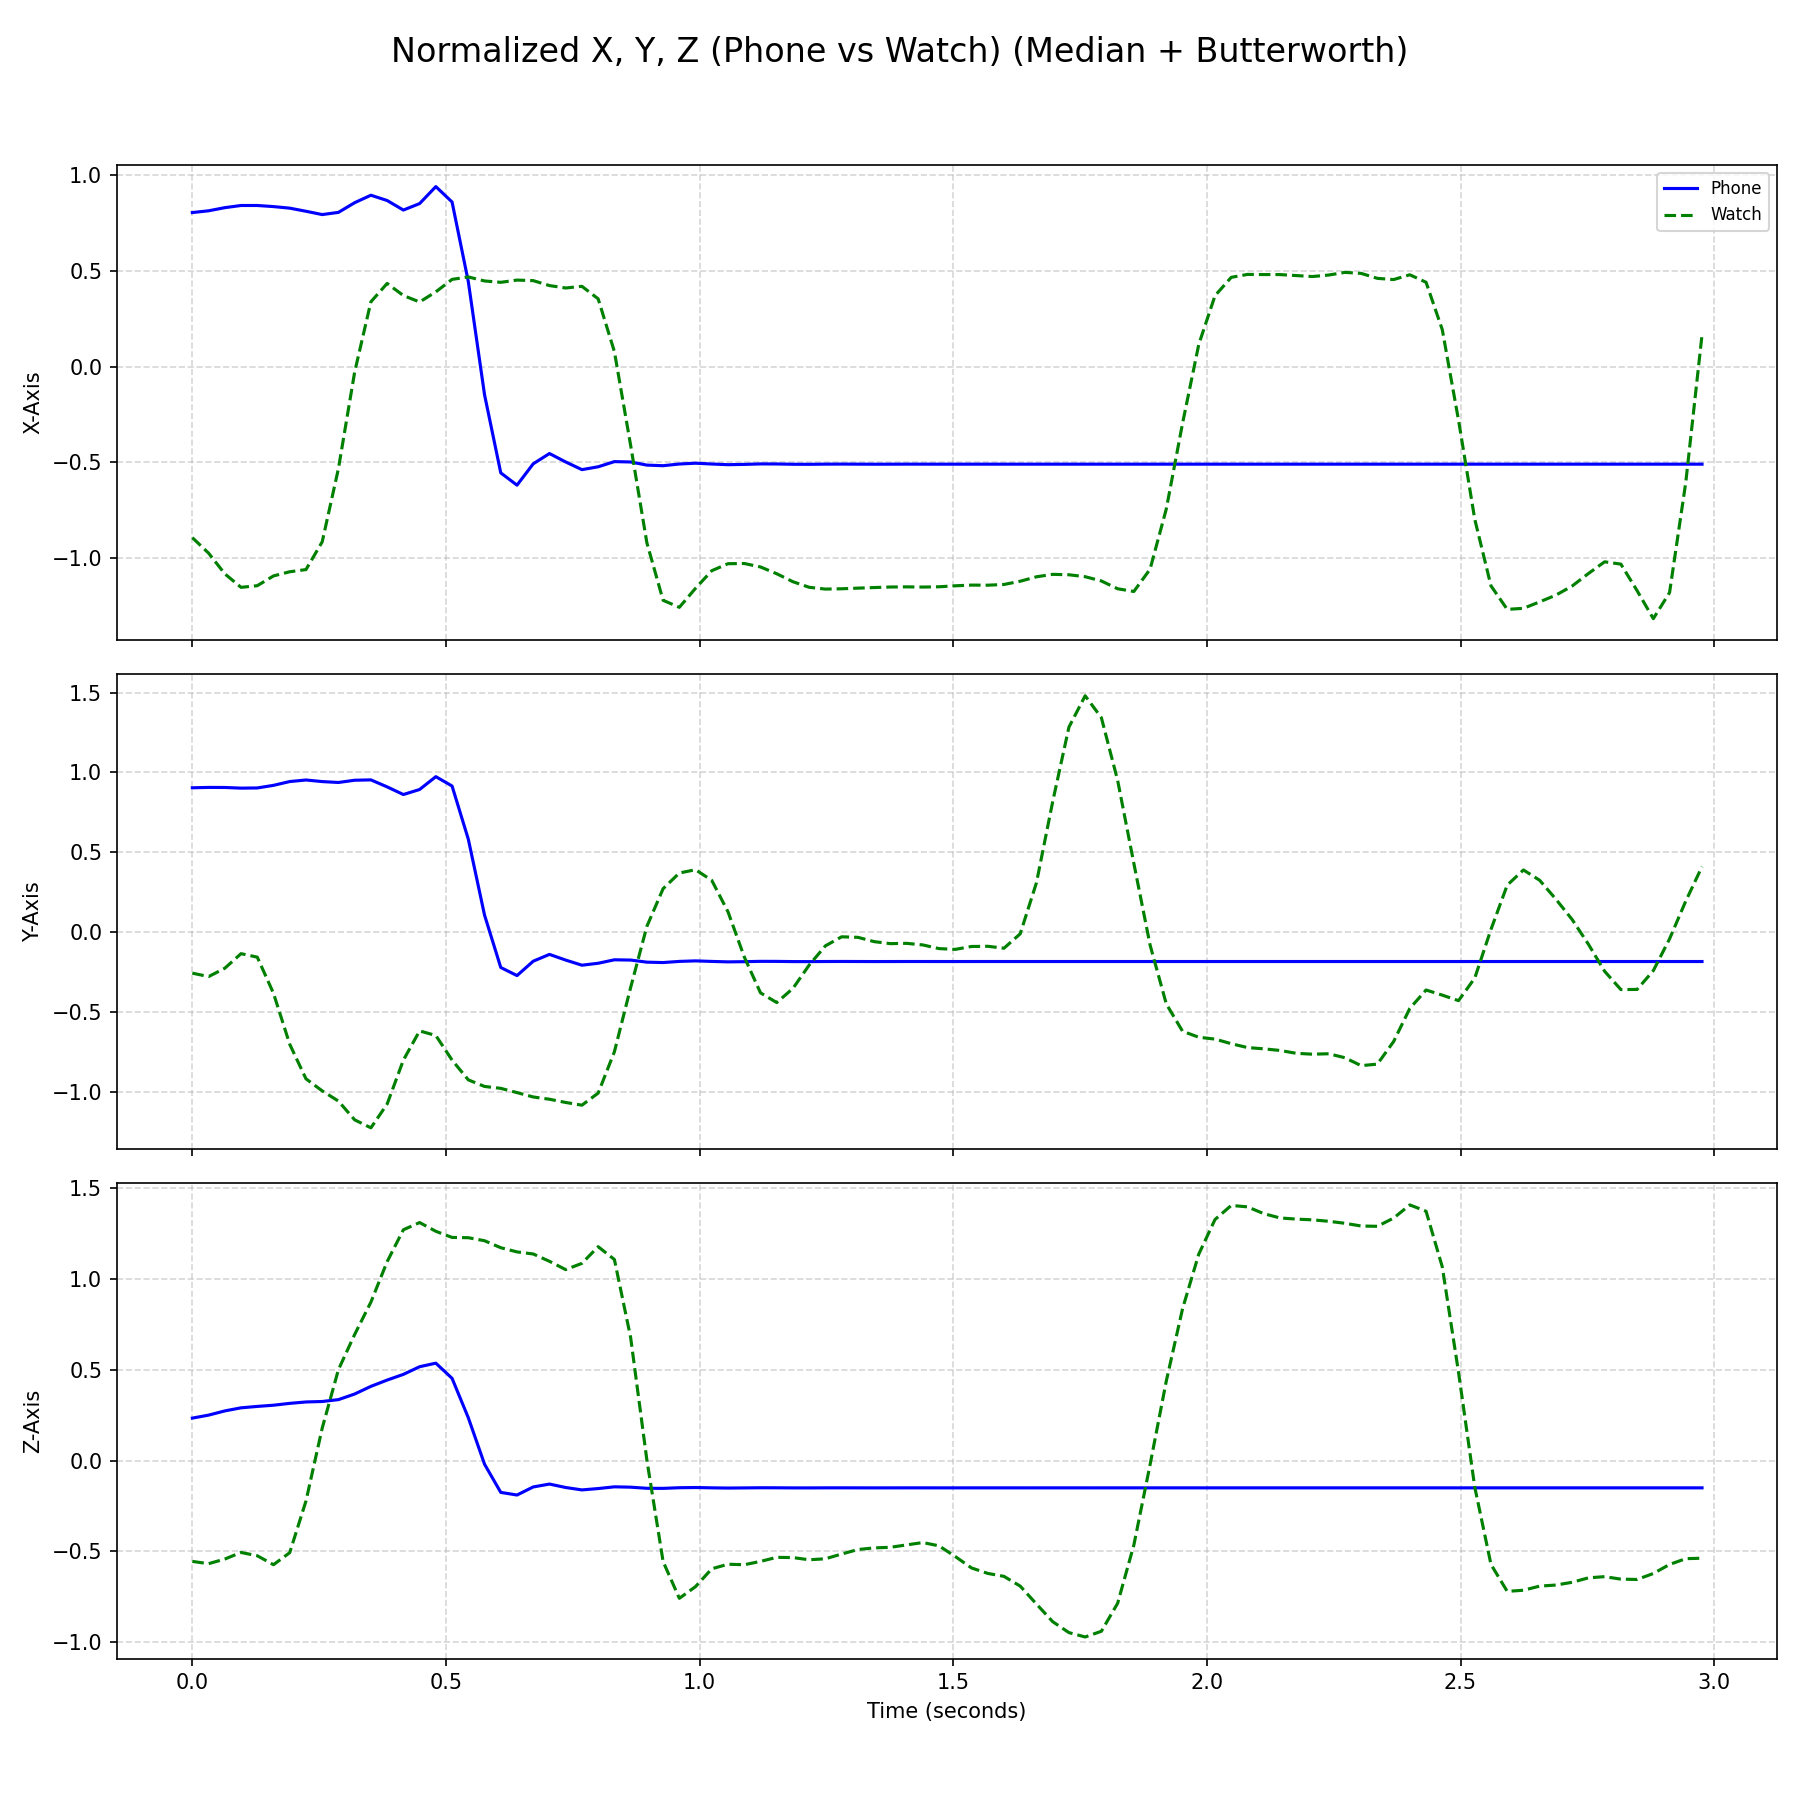 Normalized X, Y, Z (Phone vs Watch) (Median + Butterworth)
1.0
0.5
0.0
−0.5
−1.0
X-Axis
Phone
Watch
1.5
1.0
0.5
0.0
−0.5
−1.0
Y-Axis
1.5
1.0
0.5
0.0
−0.5
−1.0
Z-Axis
0.0 0.5 1.0 1.5 2.0 2.5 3.0
Time (seconds)